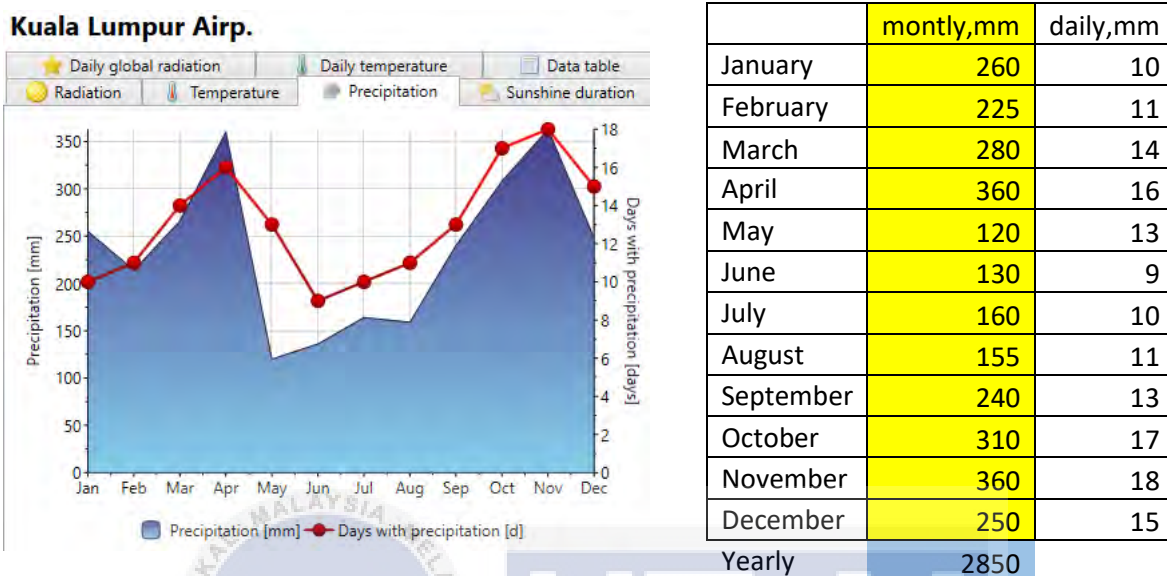 Kuala Lumpur Airp.
Daily global radiation Daily temperature Data table
Radiation Temperature Precipitation Sunshine duration
Precipitation [mm]
350
300
250
200
150
100
50
0
18
16
14
12
10
8
6
4
2
0
Days with precipitation [days]
Jan Feb Mar Apr May Jun Jul Aug Sep Oct Nov Dec
Precipitation [mm] Days with precipitation [d]
MALAYSIA
montly,mm daily,mm
January 260 10
February 225 11
March 280 14
April 360 16
May 120 13
June 130 9
July 160 10
August 155 11
September 240 13
October 310 17
November 360 18
December 250 15
Yearly 2850